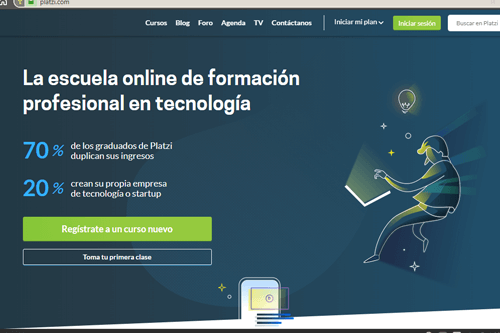 platzi.com
Cursos Blog Foro Agenda TV Contáctanos Iniciar mi plan Iniciar sesión Buscar en Platzi
La escuela online de formación
profesional en tecnología
70 % de los graduados de Platzi
duplican sus ingresos
20 % crean su propia empresa
de tecnología o startup
Regístrate a un curso nuevo
Toma tu primera clase